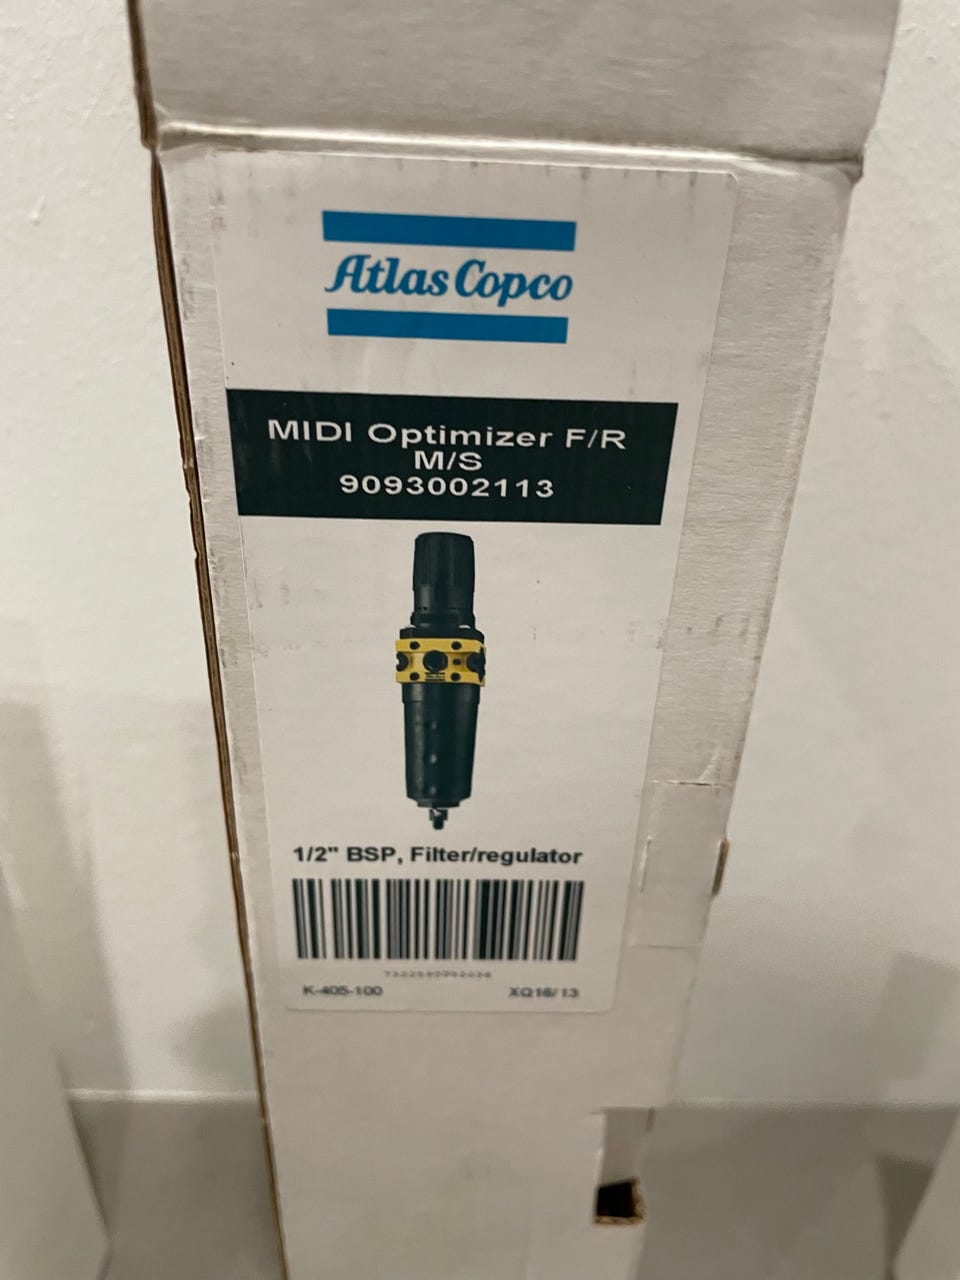 Atlas Copco
MIDI Optimizer F/R
M/S
9093002113
1/2" BSP, Filter/regulator
K-405-100
XQ16/13